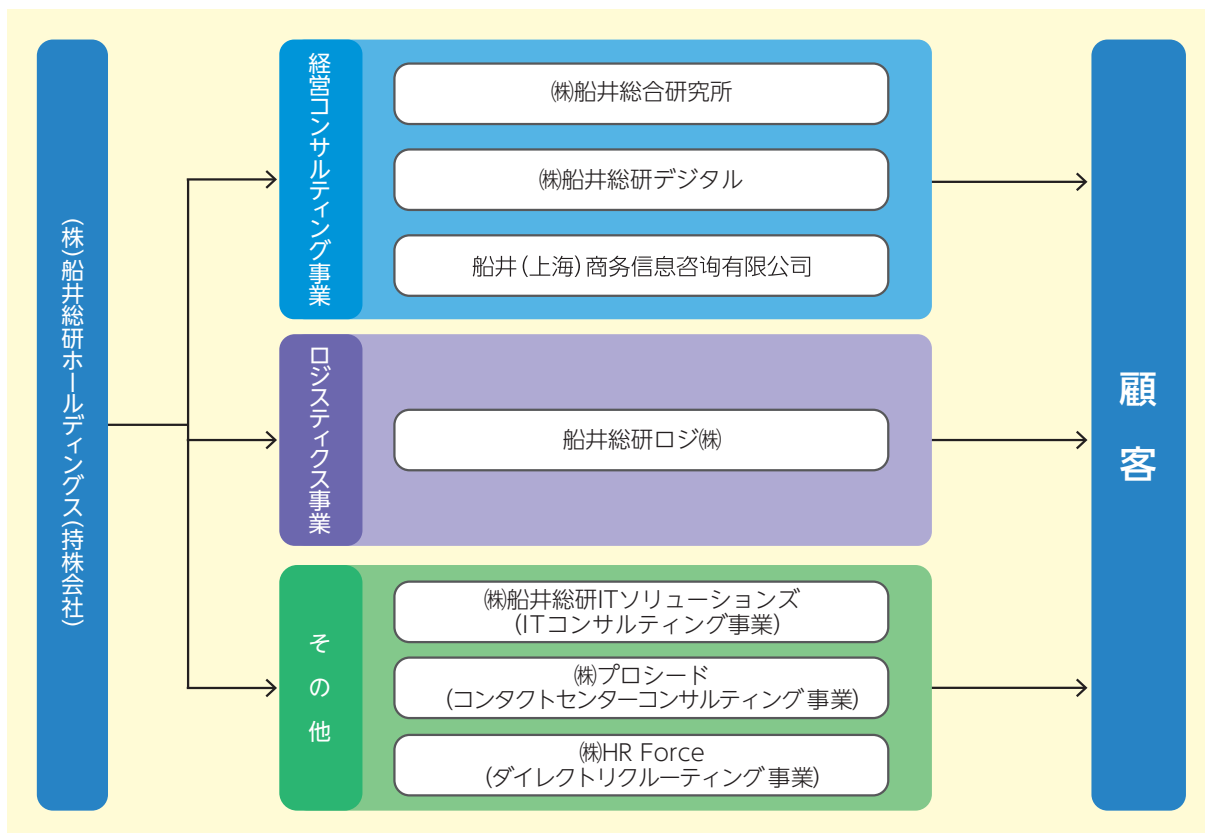 (株)船井総研ホールディングス(持株会社)
経営コンサルティング事業
㈱船井総合研究所
㈱船井総研デジタル
船井(上海)商务信息咨询有限公司
ロジスティクス事業
船井総研ロジ㈱
その他
㈱船井総研ITソリューションズ
(ITコンサルティング事業)
㈱プロシード
(コンタクトセンターコンサルティング事業)
㈱HR Force
(ダイレクトリクルーティング事業)
顧客